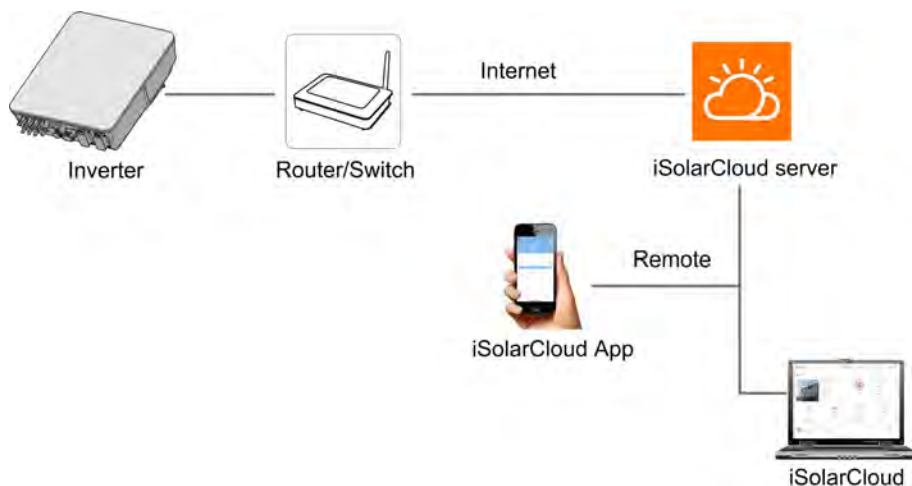 Internet
Inverter
Router/Switch
iSolarCloud server
Remote
iSolarCloud App
iSolarCloud